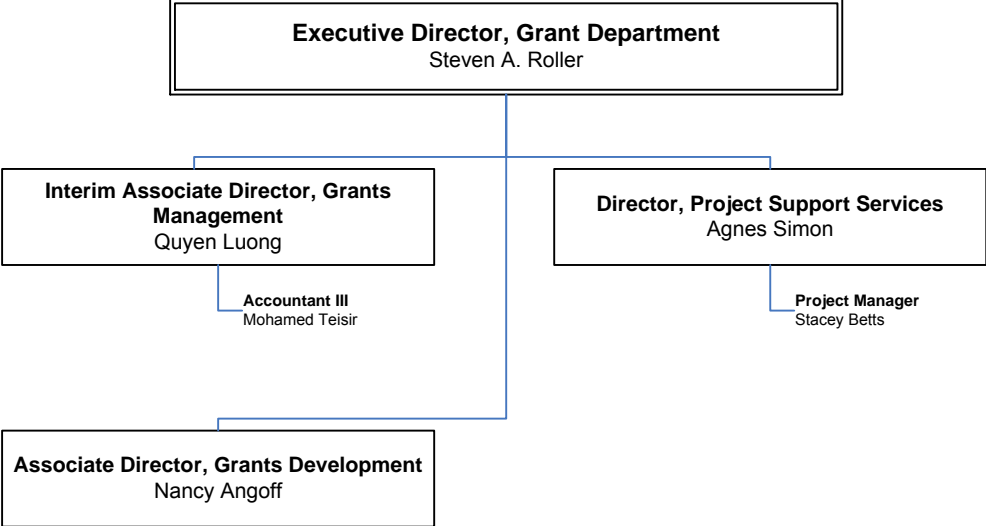 Executive Director, Grant Department
Steven A. Roller
Interim Associate Director, Grants
Management
Quyen Luong
Director, Project Support Services
Agnes Simon
Accountant III
Mohamed Teisir
Project Manager
Stacey Betts
Associate Director, Grants Development
Nancy Angoff